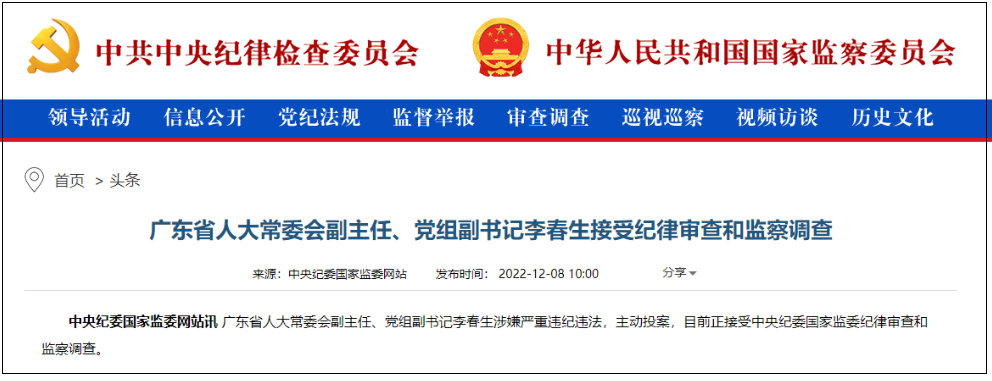 中共中央纪律检查委员会 中华人民共和国国家监察委员会
领导活动 信息公开 党纪法规 监督举报 审查调查 巡视巡察 视频访谈 历史文化
首页 > 头条
广东省人大常委会副主任、党组副书记李春生接受纪律审查和监察调查
来源：中央纪委国家监委网站 发布时间：2022-12-08 10:00 分享
中央纪委国家监委网站讯 广东省人大常委会副主任、党组副书记李春生涉嫌严重违纪违法，主动投案，目前正接受中央纪委国家监委纪律审查和
监察调查。